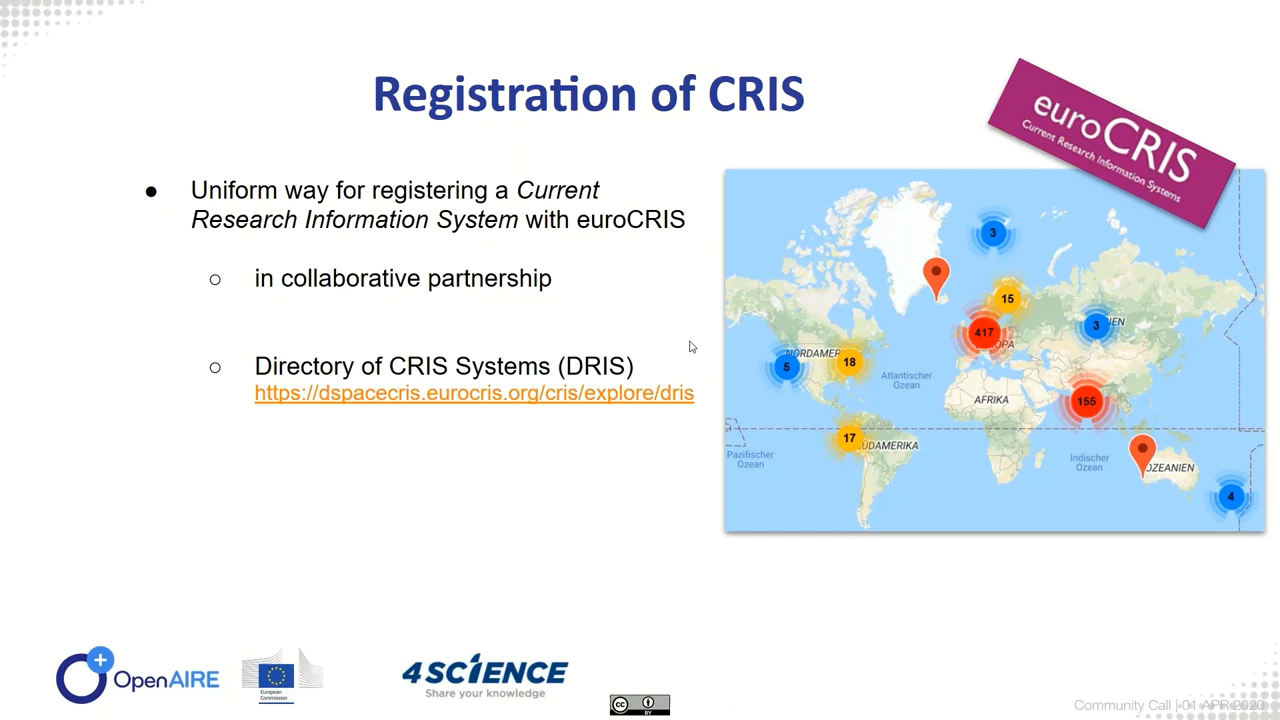 Registration of CRIS
euroCRIS
Current Research Information Systems
● Uniform way for registering a Current
Research Information System with euroCRIS
○ in collaborative partnership
○ Directory of CRIS Systems (DRIS)
https://dspacecris.eurocris.org/cris/explore/dris
3
15
417
3
5
18
155
17
4
NORDAMER
Atlantischer
Ozean
AFRIKA
OPA
IEN
ÜDAMERIKA
Pazifischer
Ozean
Indischer
Ozean
OZEANIEN
OpenAIRE
European
Commission
4SCIENCE
Share your knowledge
cc
BY
Community Call | 01 APR 2020